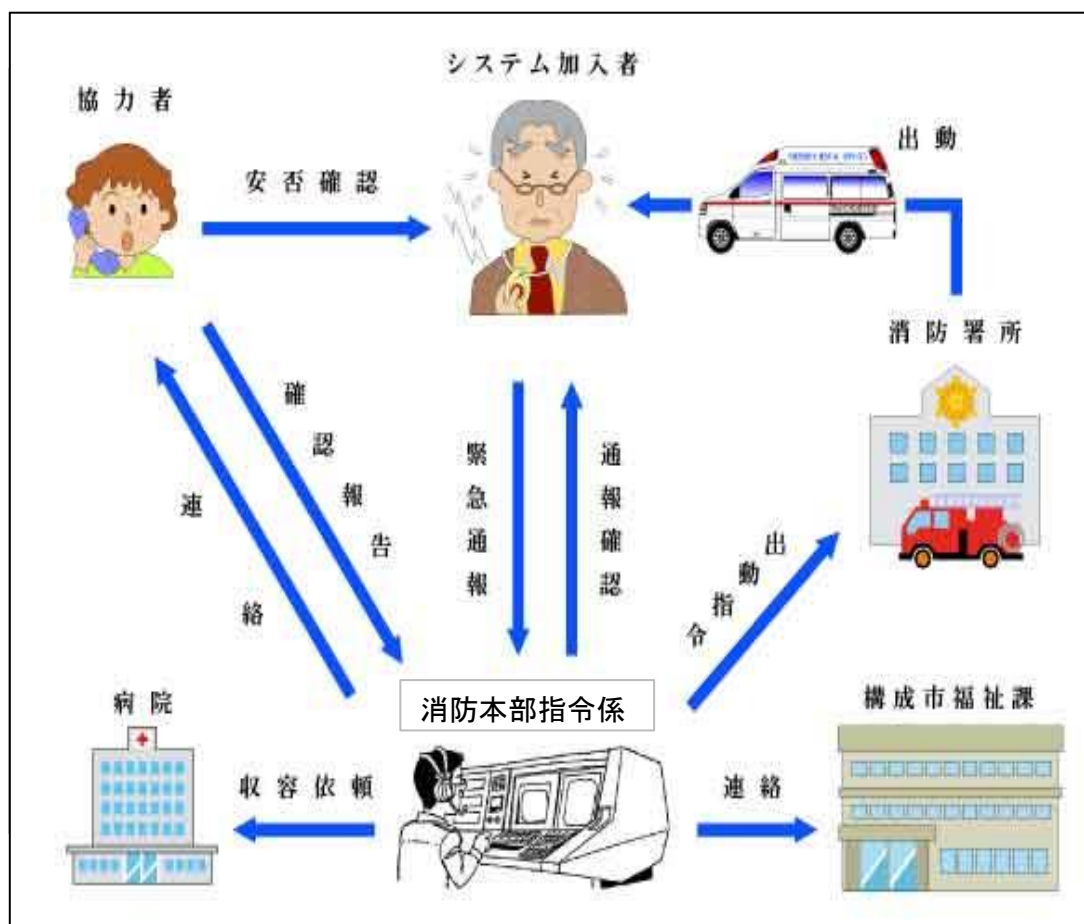 システム加入者
協力者
出動
安否確認
消防署所
確認報告
緊急通報
通報確認
連絡
出動指令
消防本部指令係
病院
構成市福祉課
収容依頼
連絡